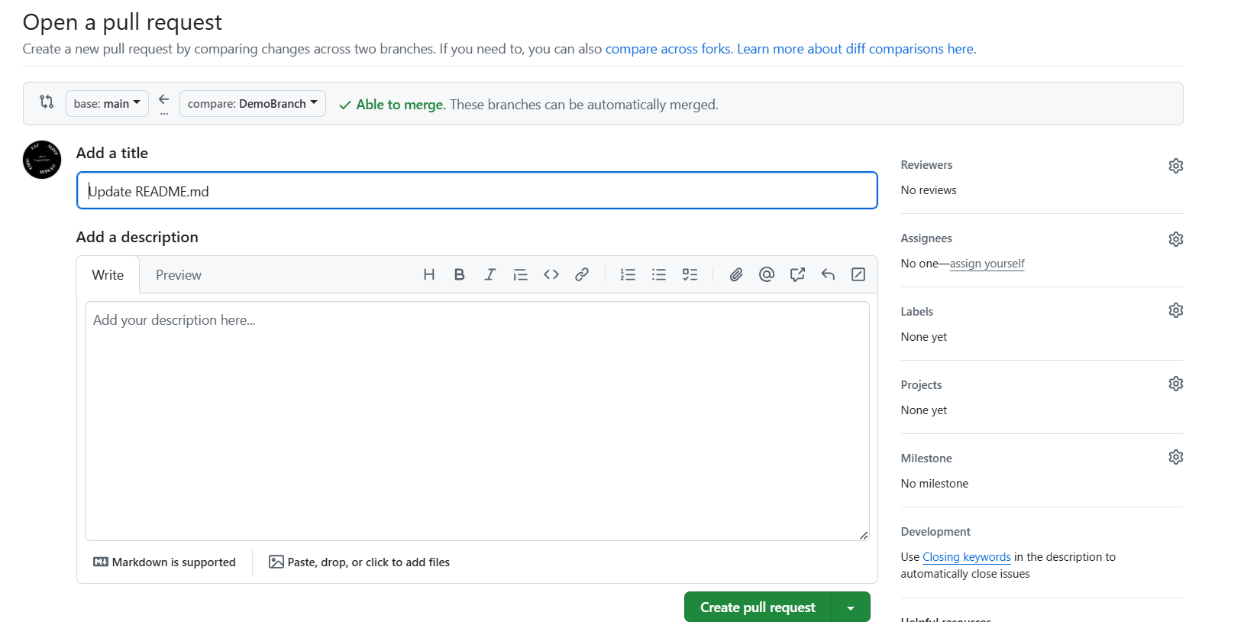 Open a pull request
Create a new pull request by comparing changes across two branches. If you need to, you can also compare across forks. Learn more about diff comparisons here.
base: main ← compare: DemoBranch ✓ Able to merge. These branches can be automatically merged.
...
Add a title
Update README.md
Add a description
Write Preview
Add your description here...
Markdown is supported Paste, drop, or click to add files
Create pull request
Reviewers
No reviews
Assignees
No one—assign yourself
Labels
None yet
Projects
None yet
Milestone
No milestone
Development
Use Closing keywords in the description to
automatically close issues
Helpful resources